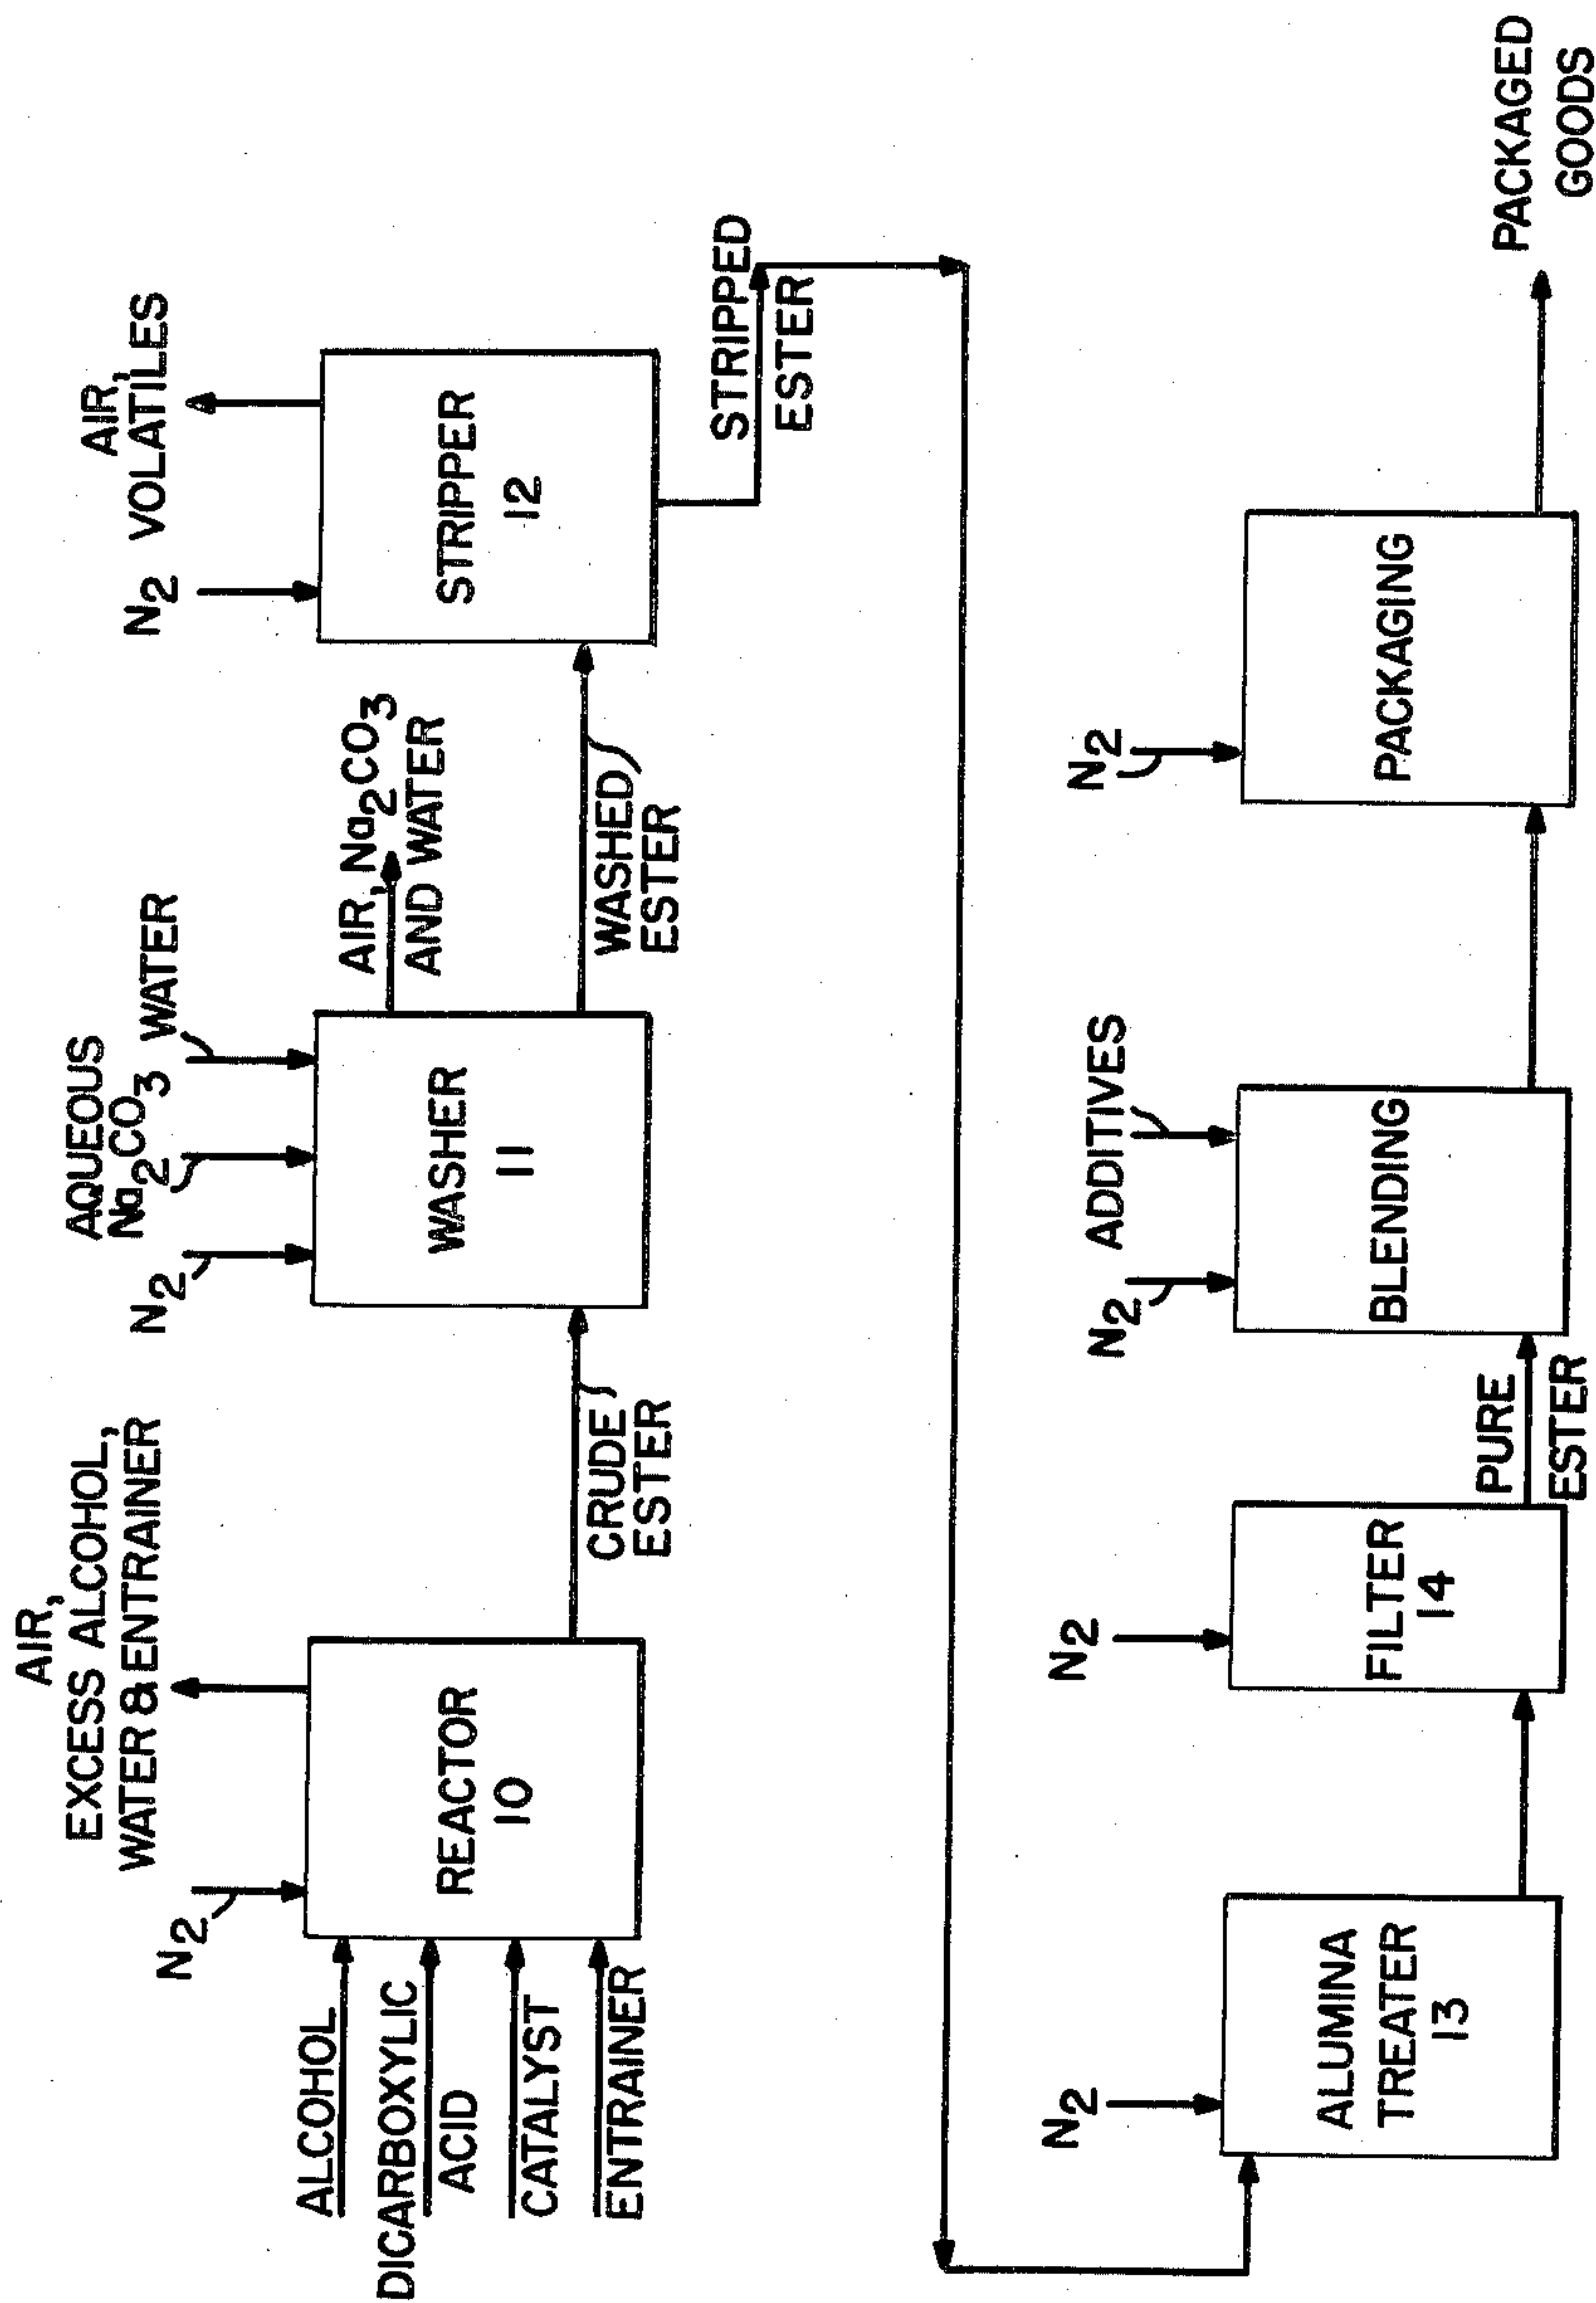 AIR,
EXCESS ALCOHOL,
WATER & ENTRAINER
N2
ALCOHOL
DICARBOXYLIC
ACID
CATALYST
ENTRAINER
REACTOR
10
CRUDE
ESTER
N2
AQUEOUS
Na2CO3
WATER
WASHER
11
AIR, Na2CO3
AND WATER
WASHED
ESTER
N2
AIR,
VOLATILES
STRIPPER
12
STRIPPED
ESTER
N2
ALUMINA
TREATER
13
N2
FILTER
14
PURE
ESTER
N2
ADDITIVES
BLENDING
N2
PACKAGING
PACKAGED
GOODS